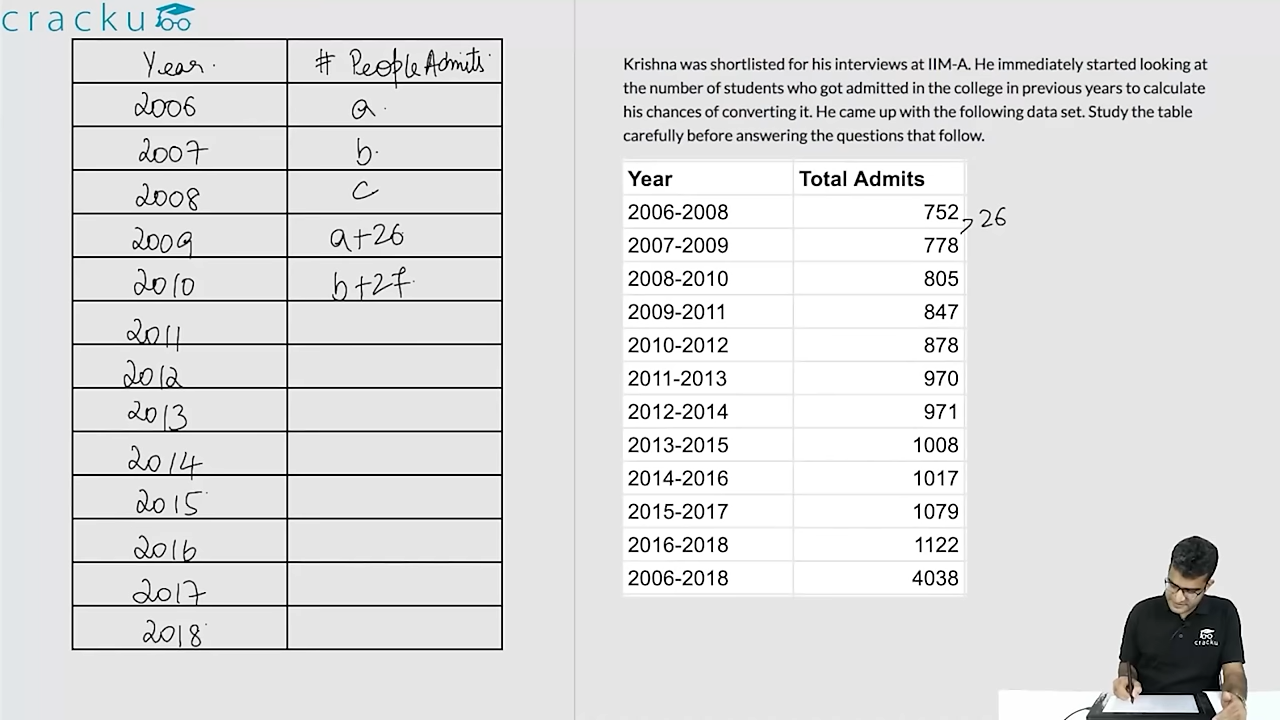 cracku
Year. # People Admits.
2006 a.
2007 b.
2008 c
2009 a+26
2010 b+27.
2011
2012
2013
2014
2015
2016
2017
2018
Krishna was shortlisted for his interviews at IIM-A. He immediately started looking at
the number of students who got admitted in the college in previous years to calculate
his chances of converting it. He came up with the following data set. Study the table
carefully before answering the questions that follow.
Year Total Admits
2006-2008 752
26
2007-2009 778
2008-2010 805
2009-2011 847
2010-2012 878
2011-2013 970
2012-2014 971
2013-2015 1008
2014-2016 1017
2015-2017 1079
2016-2018 1122
2006-2018 4038
cracku